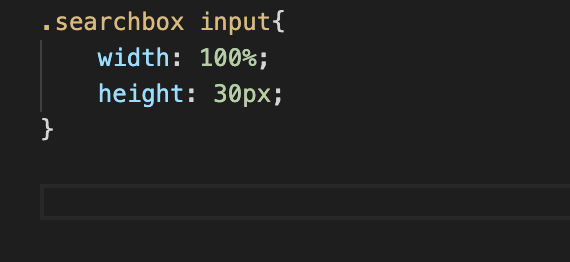 .searchbox input{
    width: 100%;
    height: 30px;
}